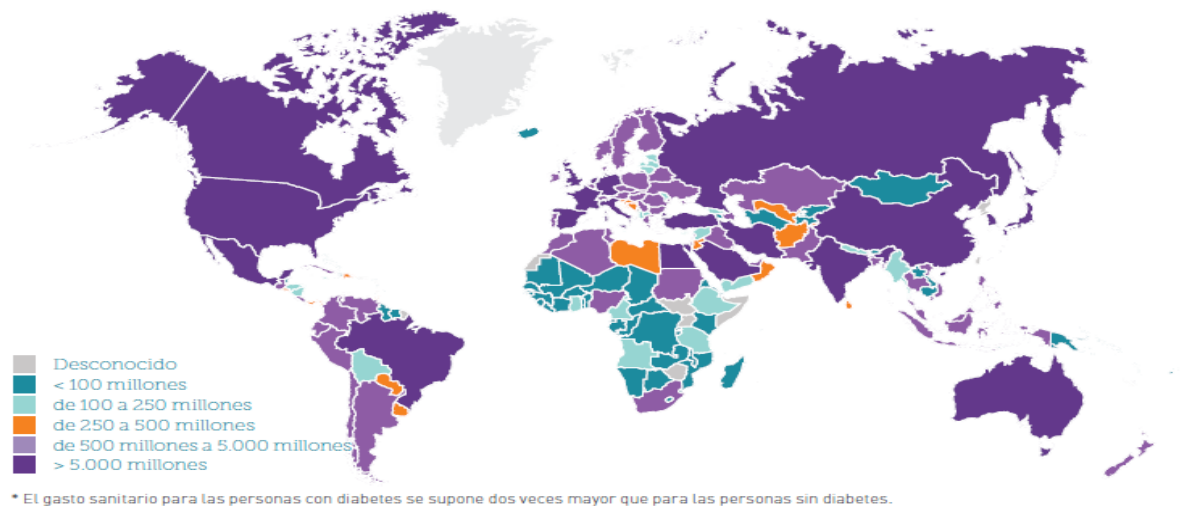 Desconocido
< 100 millones
de 100 a 250 millones
de 250 a 500 millones
de 500 millones a 5.000 millones
> 5.000 millones
* El gasto sanitario para las personas con diabetes se supone dos veces mayor que para las personas sin diabetes.